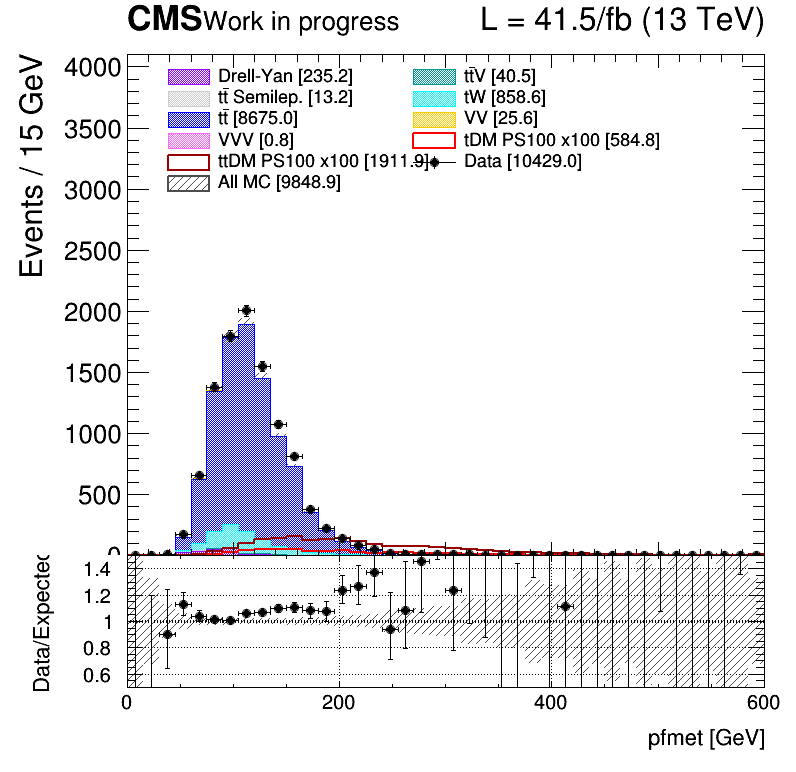 CMS Work in progress L = 41.5/fb (13 TeV)
Events / 15 GeV
4000
3500
3000
2500
2000
1500
1000
500
0
Drell-Yan [235.2]
tt̄ Semilep. [13.2]
tt̄ [8675.0]
VVV [0.8]
ttDM PS100 x100 [1911.9]
All MC [9848.9]
tt̄V [40.5]
tW [858.6]
VV [25.6]
tDM PS100 x100 [584.8]
Data [10429.0]
Data/Expected
1.4
1.2
1
0.8
0.6
0 200 400 600
pfmet [GeV]